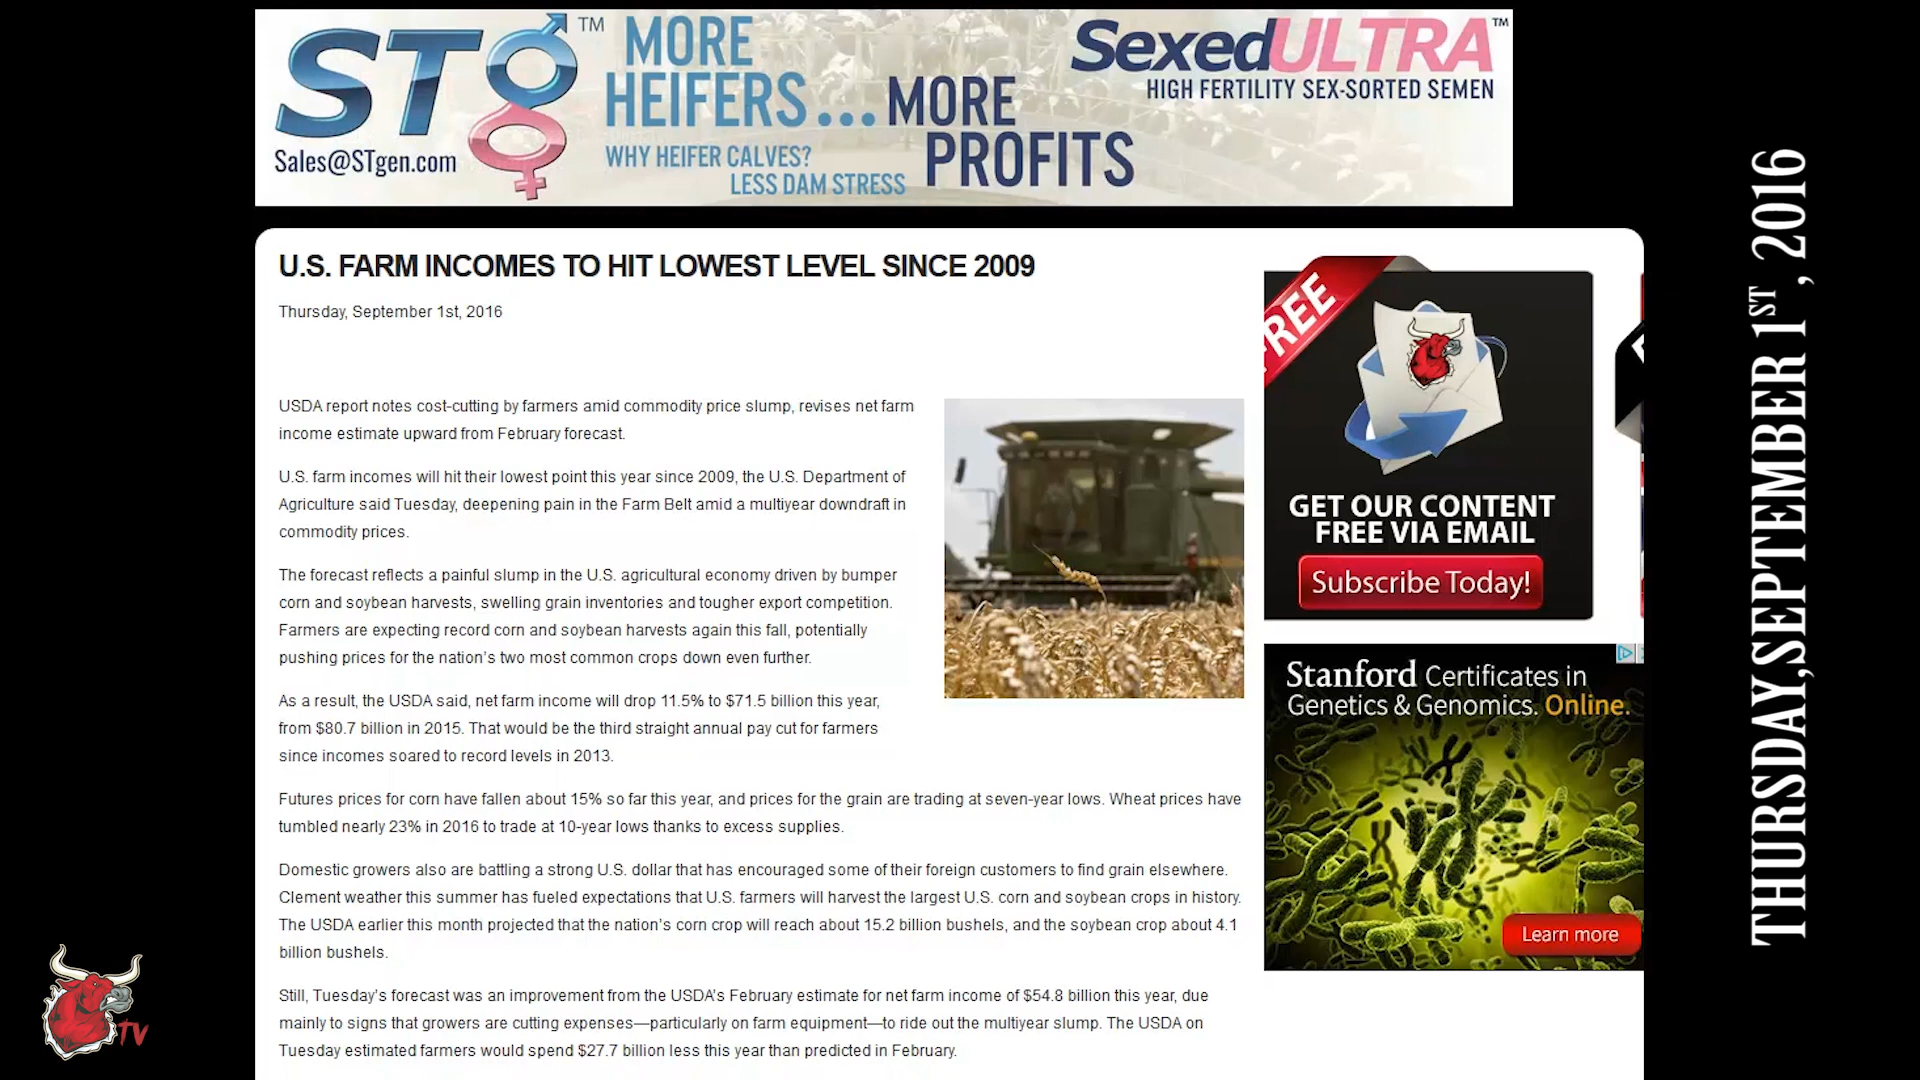 STg™
Sales@STgen.com
MORE
HEIFERS...MORE
PROFITS
WHY HEIFER CALVES?
LESS DAM STRESS
SexedULTRA™
HIGH FERTILITY SEX-SORTED SEMEN
U.S. FARM INCOMES TO HIT LOWEST LEVEL SINCE 2009
Thursday, September 1st, 2016
USDA report notes cost-cutting by farmers amid commodity price slump, revises net farm
income estimate upward from February forecast.
U.S. farm incomes will hit their lowest point this year since 2009, the U.S. Department of
Agriculture said Tuesday, deepening pain in the Farm Belt amid a multiyear downdraft in
commodity prices.
The forecast reflects a painful slump in the U.S. agricultural economy driven by bumper
corn and soybean harvests, swelling grain inventories and tougher export competition.
Farmers are expecting record corn and soybean harvests again this fall, potentially
pushing prices for the nation's two most common crops down even further.
As a result, the USDA said, net farm income will drop 11.5% to $71.5 billion this year,
from $80.7 billion in 2015. That would be the third straight annual pay cut for farmers
since incomes soared to record levels in 2013.
Futures prices for corn have fallen about 15% so far this year, and prices for the grain are trading at seven-year lows. Wheat prices have
tumbled nearly 23% in 2016 to trade at 10-year lows thanks to excess supplies.
Domestic growers also are battling a strong U.S. dollar that has encouraged some of their foreign customers to find grain elsewhere.
Clement weather this summer has fueled expectations that U.S. farmers will harvest the largest U.S. corn and soybean crops in history.
The USDA earlier this month projected that the nation's corn crop will reach about 15.2 billion bushels, and the soybean crop about 4.1
billion bushels.
Still, Tuesday's forecast was an improvement from the USDA's February estimate for net farm income of $54.8 billion this year, due
mainly to signs that growers are cutting expenses—particularly on farm equipment—to ride out the multiyear slump. The USDA on
Tuesday estimated farmers would spend $27.7 billion less this year than predicted in February.
FREE
GET OUR CONTENT
FREE VIA EMAIL
Subscribe Today!
Stanford Certificates in
Genetics & Genomics. Online.
Learn more
THURSDAY,SEPTEMBER 1ST, 2016
TV